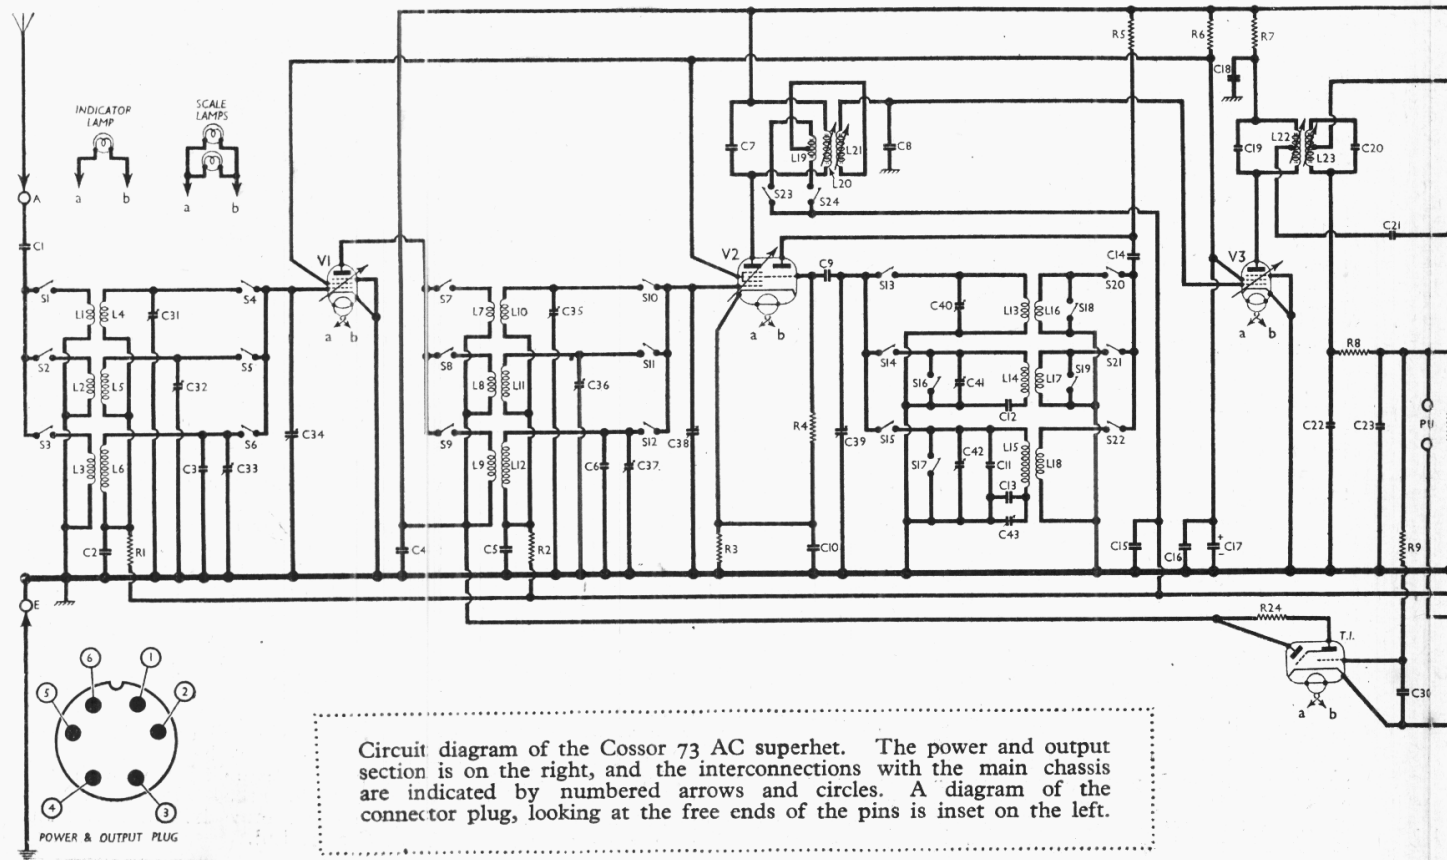 R5
R6
R7
C18
INDICATOR
LAMP
SCALE
LAMPS
a b
a b
C7
L19
L21
L20
C8
S23
S24
C19
L22
L23
C20
A
C1
C21
V1
V2
C9
C14
V3
S1
L1
L4
C31
S4
a b
S7
L7
L10
C35
S10
a b
S13
C40
L13
L16
S18
S20
a b
S2
L2
L5
C32
S5
S8
L8
L11
C36
S11
S14
S16
C41
L14
L17
S19
S21
C12
R8
S3
L3
L6
C3
C33
S6
C34
S9
L9
L12
C6
C37
S12
C38
R4
C39
S15
S17
C42
C11
L15
L18
C13
C43
S22
C22
C23
PU
C2
R1
C4
C5
R2
R3
C10
C15
C16
+
-
C17
R9
E
R24
T.I.
a b
C30
6
1
5
2
4
3
POWER & OUTPUT PLUG
Circuit diagram of the Cossor 73 AC superhet. The power and output
section is on the right, and the interconnections with the main chassis
are indicated by numbered arrows and circles. A diagram of the
connector plug, looking at the free ends of the pins is inset on the left.